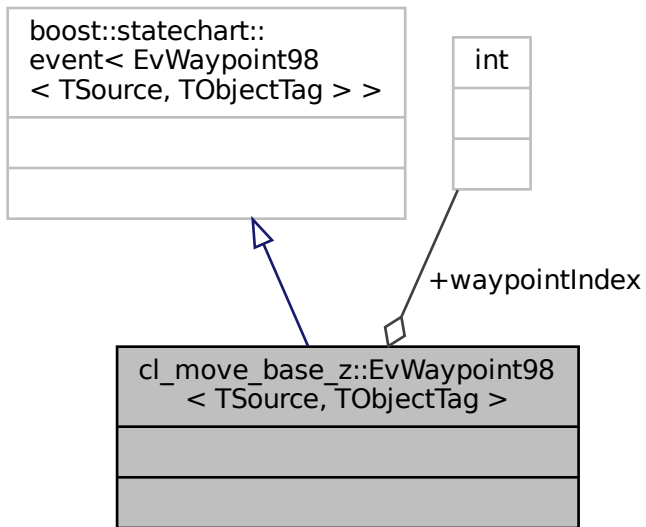 boost::statechart::
event< EvWaypoint98
< TSource, TObjectTag > >
int
+waypointIndex
cl_move_base_z::EvWaypoint98
< TSource, TObjectTag >